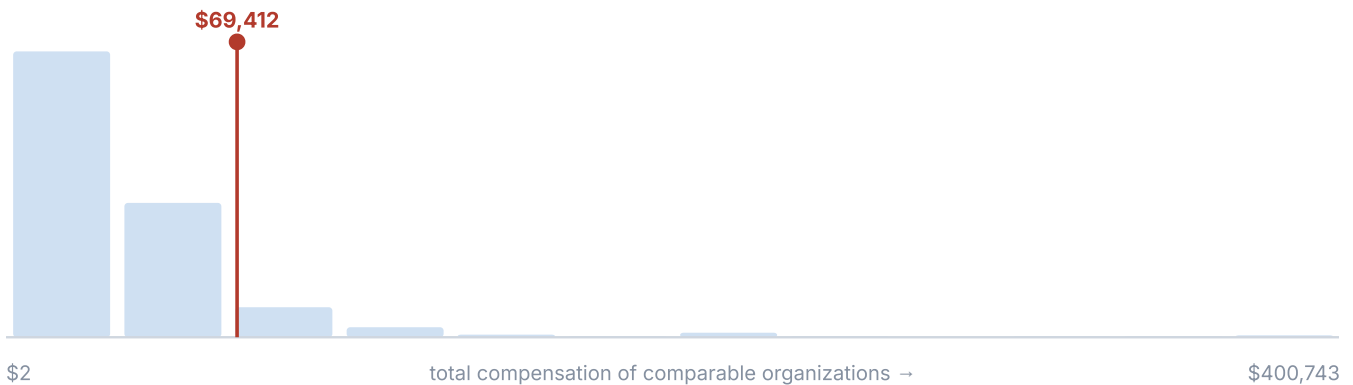 $69,412
$2 total compensation of comparable organizations → $400,743